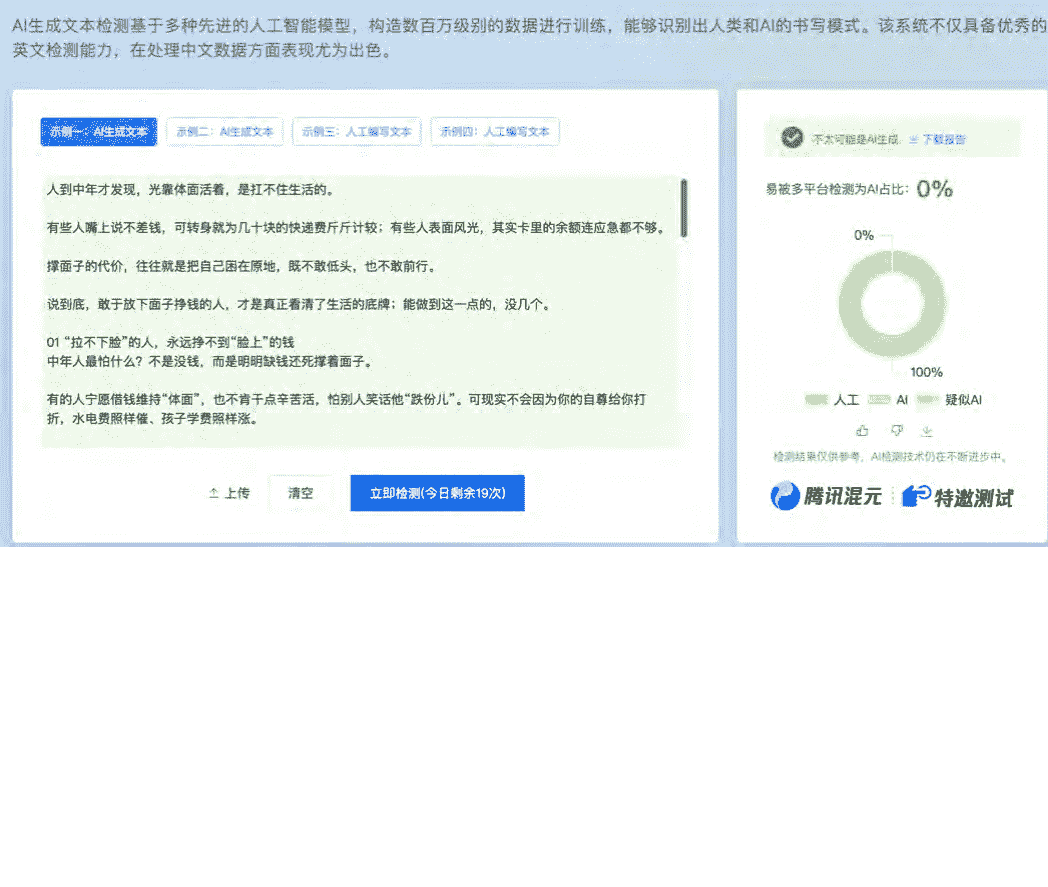 AI生成文本检测基于多种先进的人工智能模型，构造数百万级别的数据进行训练，能够识别出人类和AI的书写模式。该系统不仅具备优秀的
英文检测能力，在处理中文数据方面表现尤为出色。
示例一：AI生成文本 示例二：AI生成文本 示例三：人工编写文本 示例四：人工编写文本
人到中年才发现，光靠体面活着，是扛不住生活的。
有些人嘴上说不差钱，可转身就为几十块的快递费斤斤计较；有些人表面风光，其实卡里的余额连应急都不够。
撑面子的代价，往往就是把自己困在原地，既不敢低头，也不敢前行。
说到底，敢于放下面子挣钱的人，才是真正看清了生活的底牌；能做到这一点的，没几个。
01 “拉不下脸”的人，永远挣不到“脸上”的钱
中年人最怕什么？不是没钱，而是明明缺钱还死撑着面子。
有的人宁愿借钱维持“体面”，也不肯干点辛苦活，怕别人笑话他“跌份儿”。可现实不会因为你的自尊给你打
折，水电费照样催、孩子学费照样涨。
上传 清空 立即检测(今日剩余19次)
不太可能是AI生成. 下载报告
易被多平台检测为AI占比：0%
0%
100%
人工 AI 疑似AI
检测结果仅供参考，AI检测技术仍在不断进步中。
腾讯混元 特邀测试